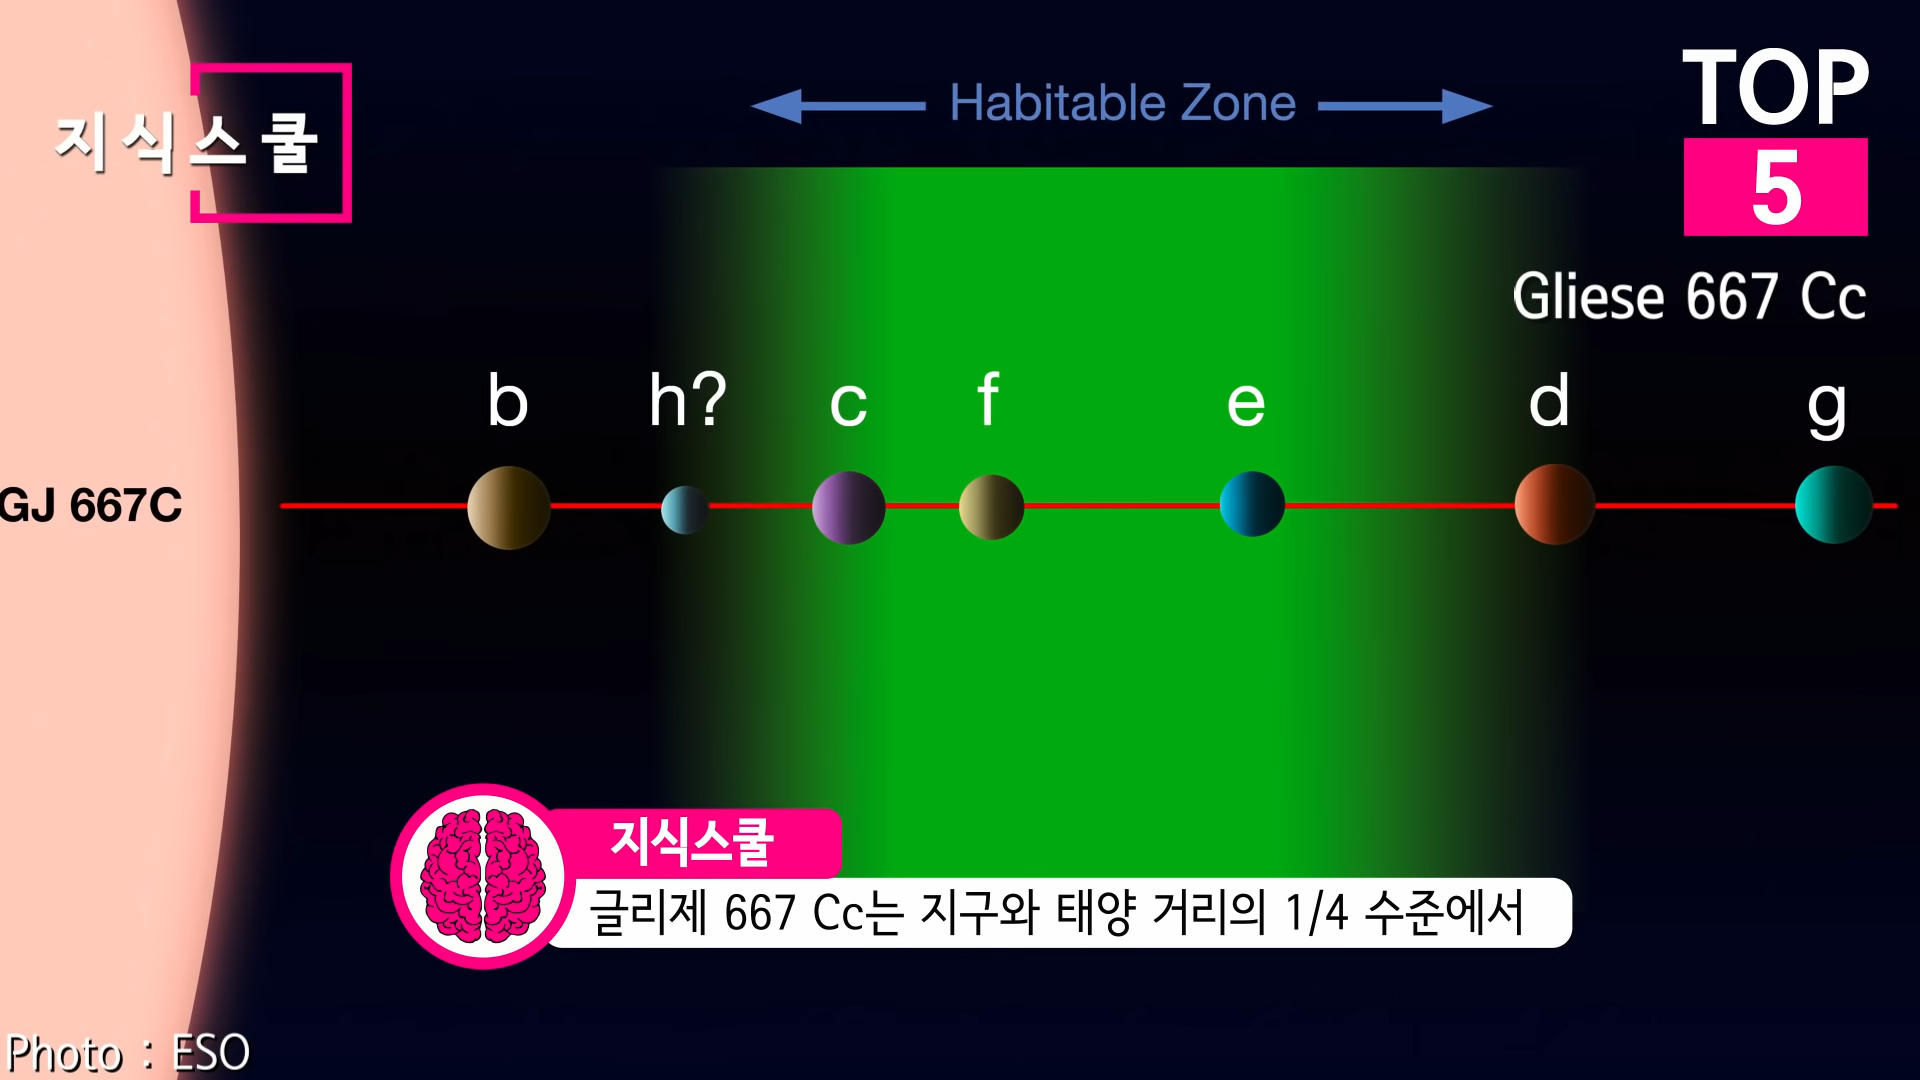 지식스쿨
Habitable Zone
TOP
5
Gliese 667 Cc
b h? c f e d g
GJ 667C
지식스쿨
글리제 667 Cc는 지구와 태양 거리의 1/4 수준에서
Photo : ESO